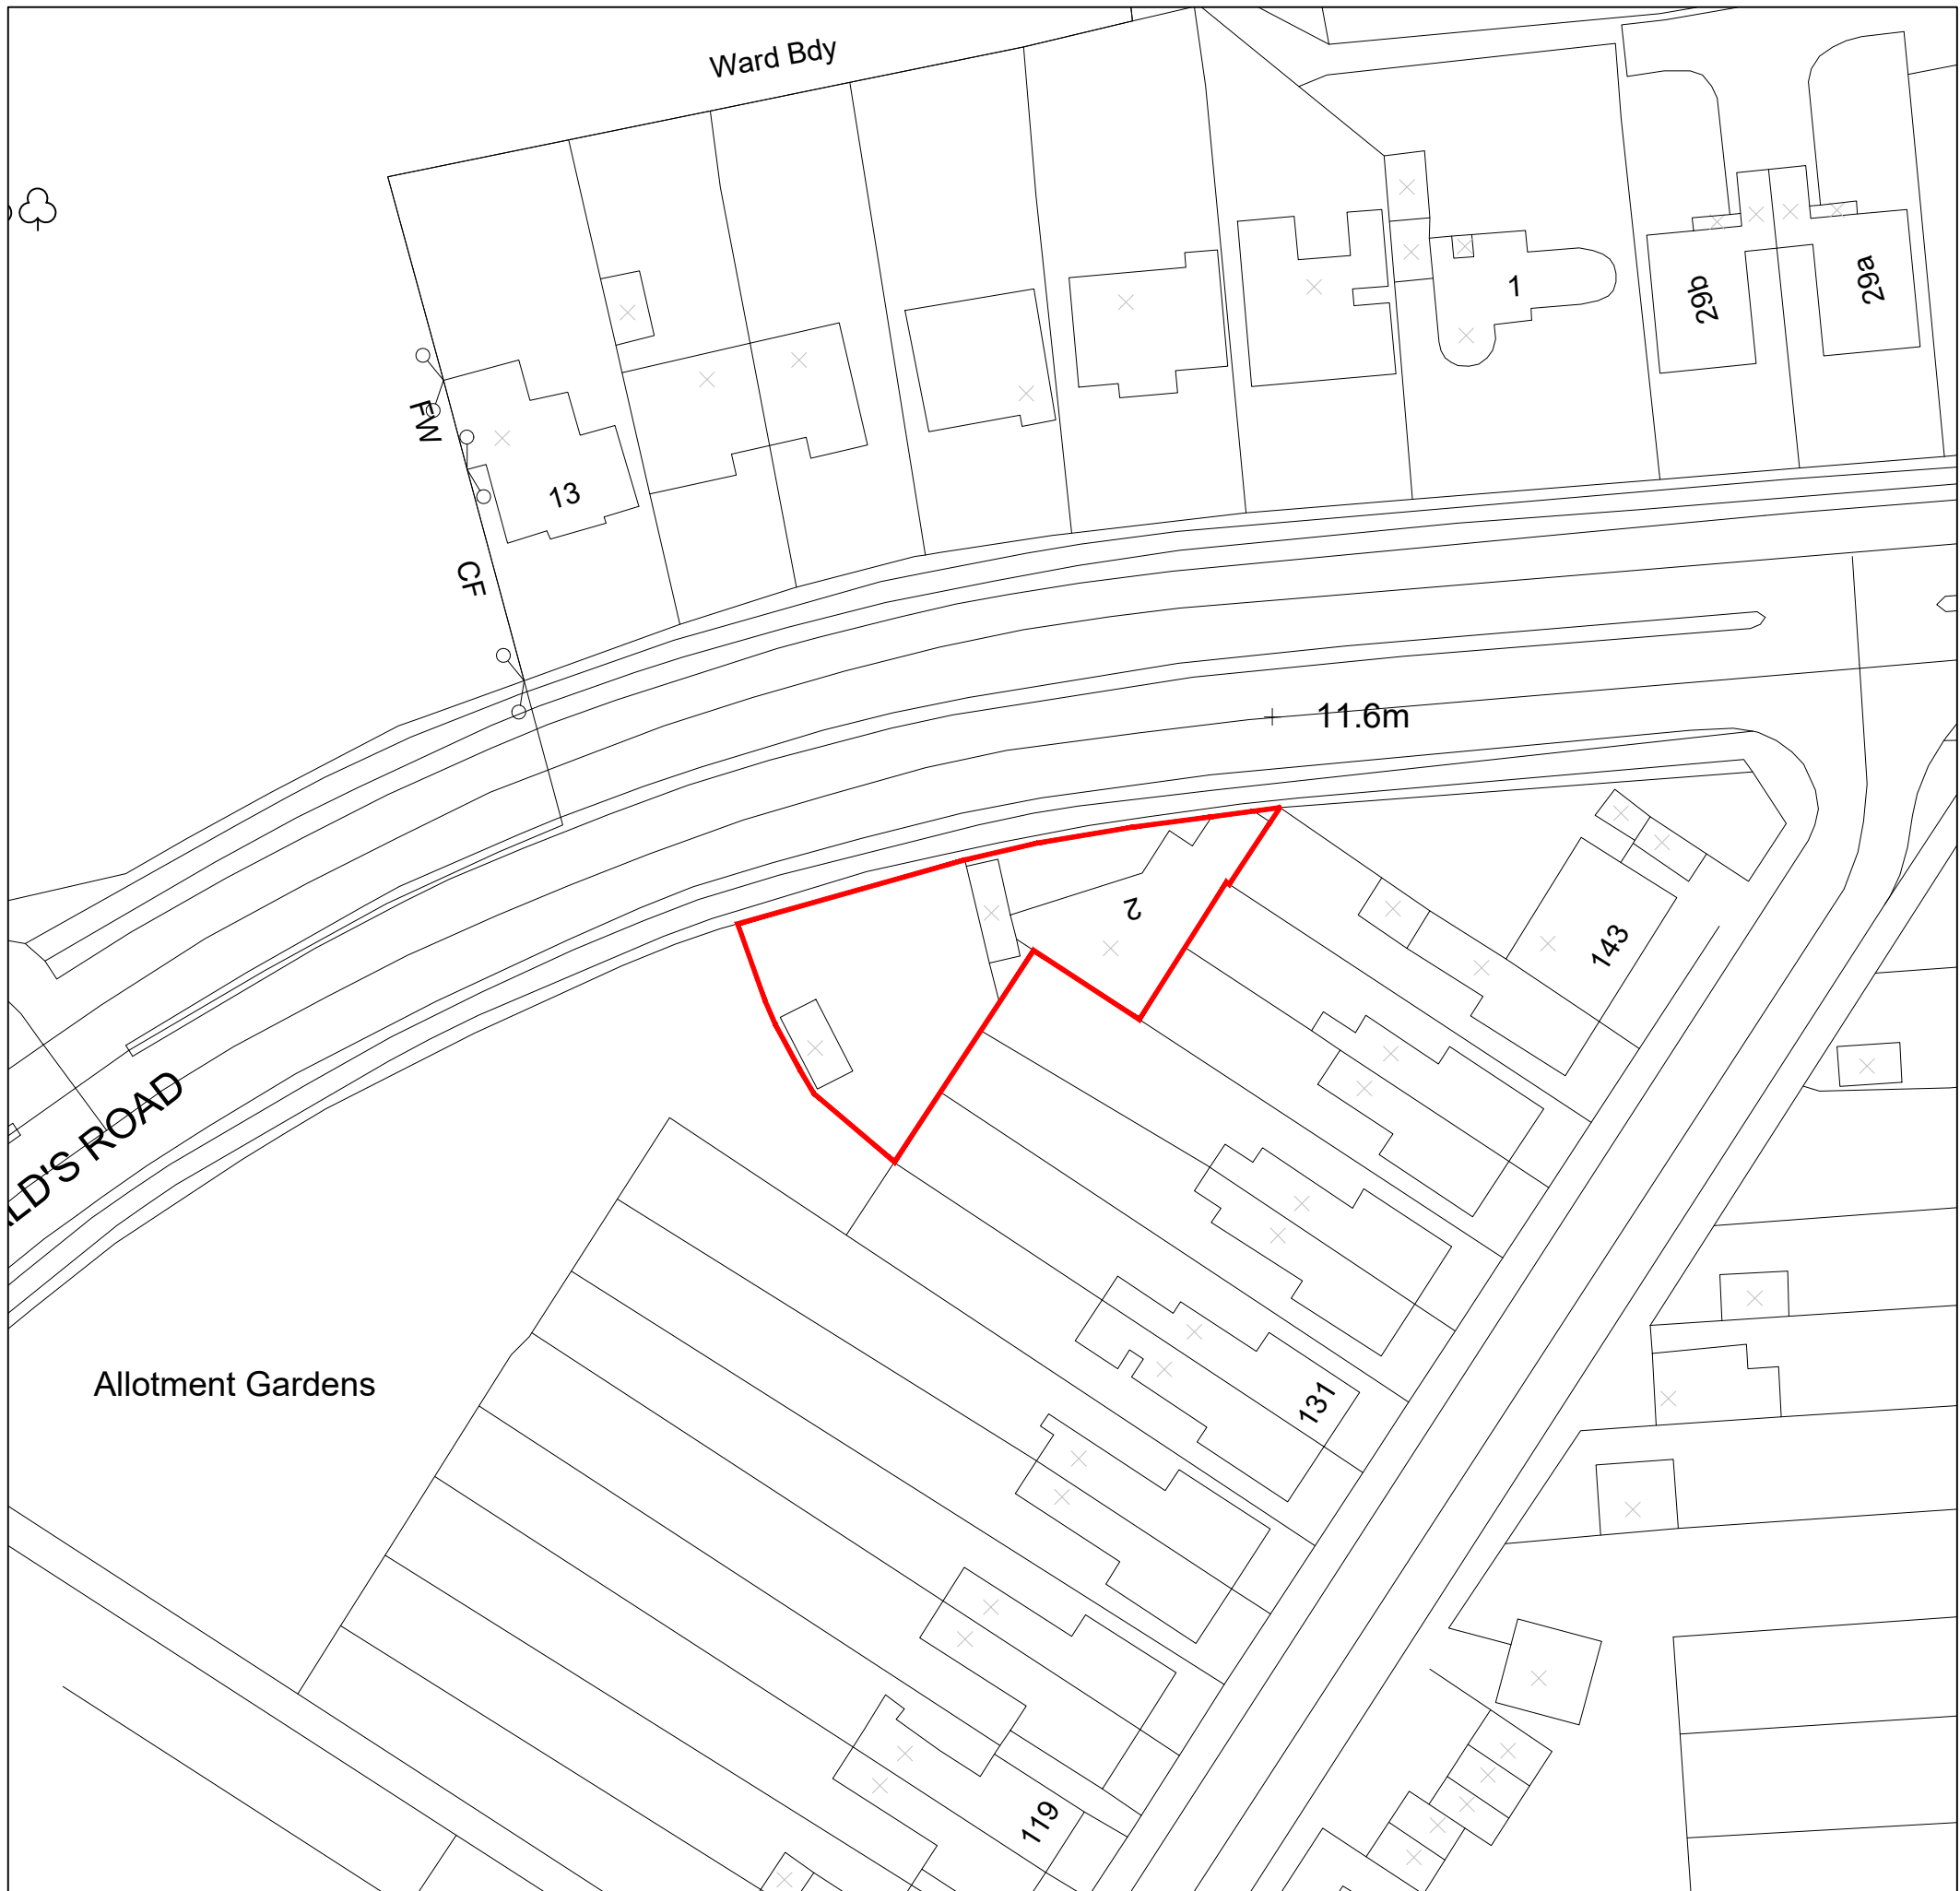 Ward Bdy
1
29b
29a
FW
13
CF
11.6m
2
143
LD'S ROAD
Allotment Gardens
131
119